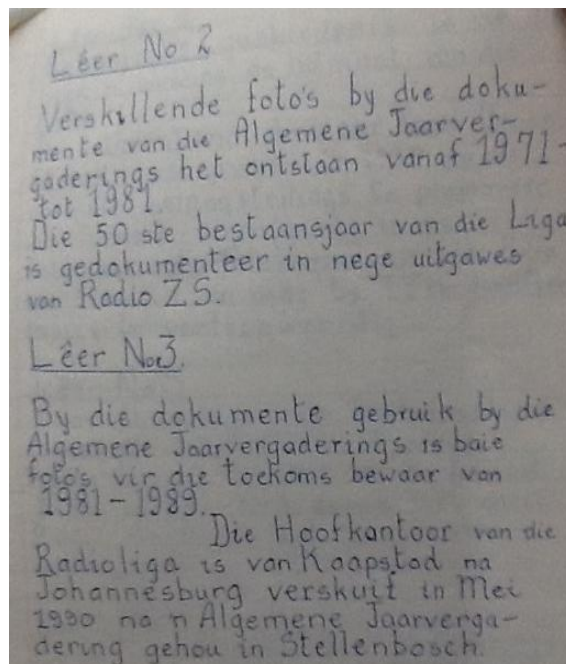 Lêer No 2
Verskillende foto's by die doku-
mente van die Algemene Jaarver-
gaderings het ontstaan vanaf 1971-
tot 1981.
Die 50 ste bestaansjaar van die Liga
is gedokumenteer in nege uitgawes
van Radio ZS.
Lêer No.3.
By die dokumente gebruik by die
Algemene Jaarvergaderings is baie
foto's vir die toekoms bewaar van
1981-1989.
Die Hoofkantoor van die
Radioliga is van Kaapstad na
Johannesburg verskuif in Mei
1990 na 'n Algemene Jaarverga-
dering gehou in Stellenbosch.